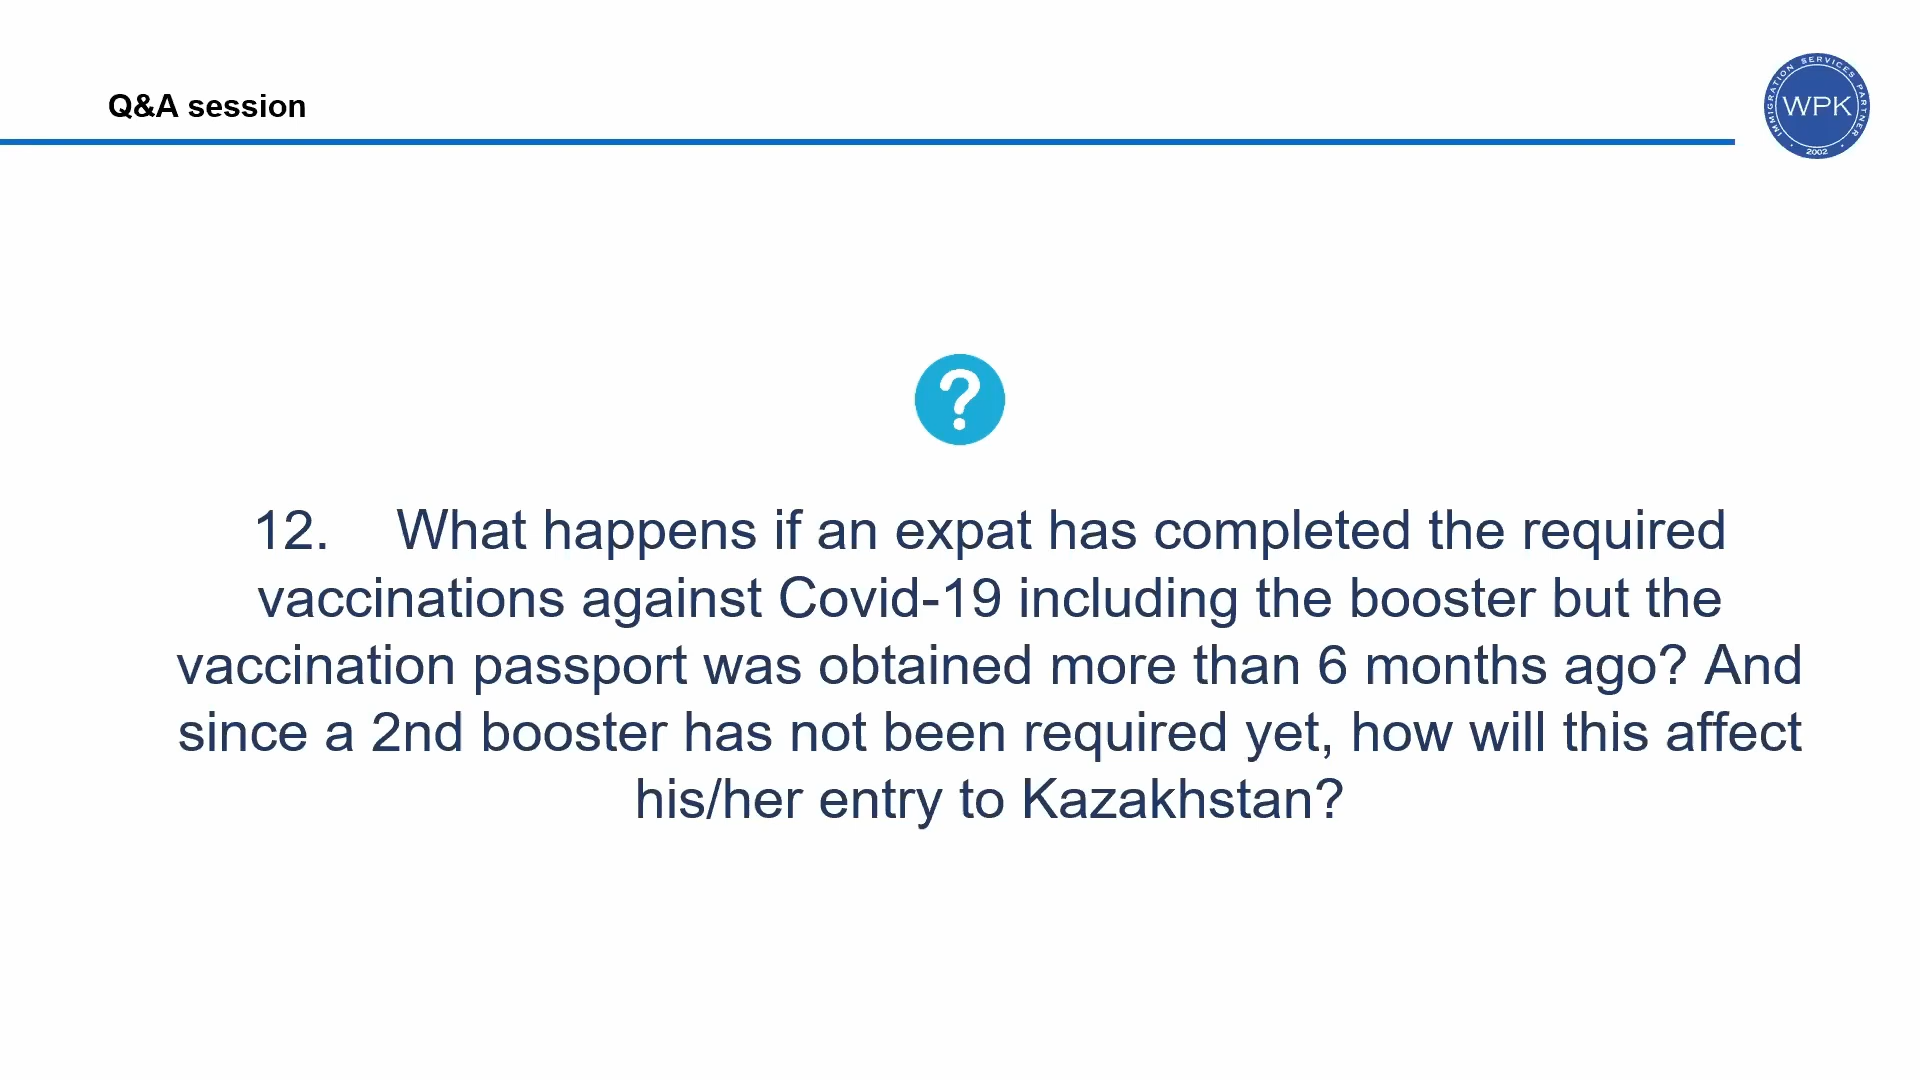 Q&A session
IMMIGRATION SERVICES PARTNER
WPK
2002
?
12. What happens if an expat has completed the required
vaccinations against Covid-19 including the booster but the
vaccination passport was obtained more than 6 months ago? And
since a 2nd booster has not been required yet, how will this affect
his/her entry to Kazakhstan?